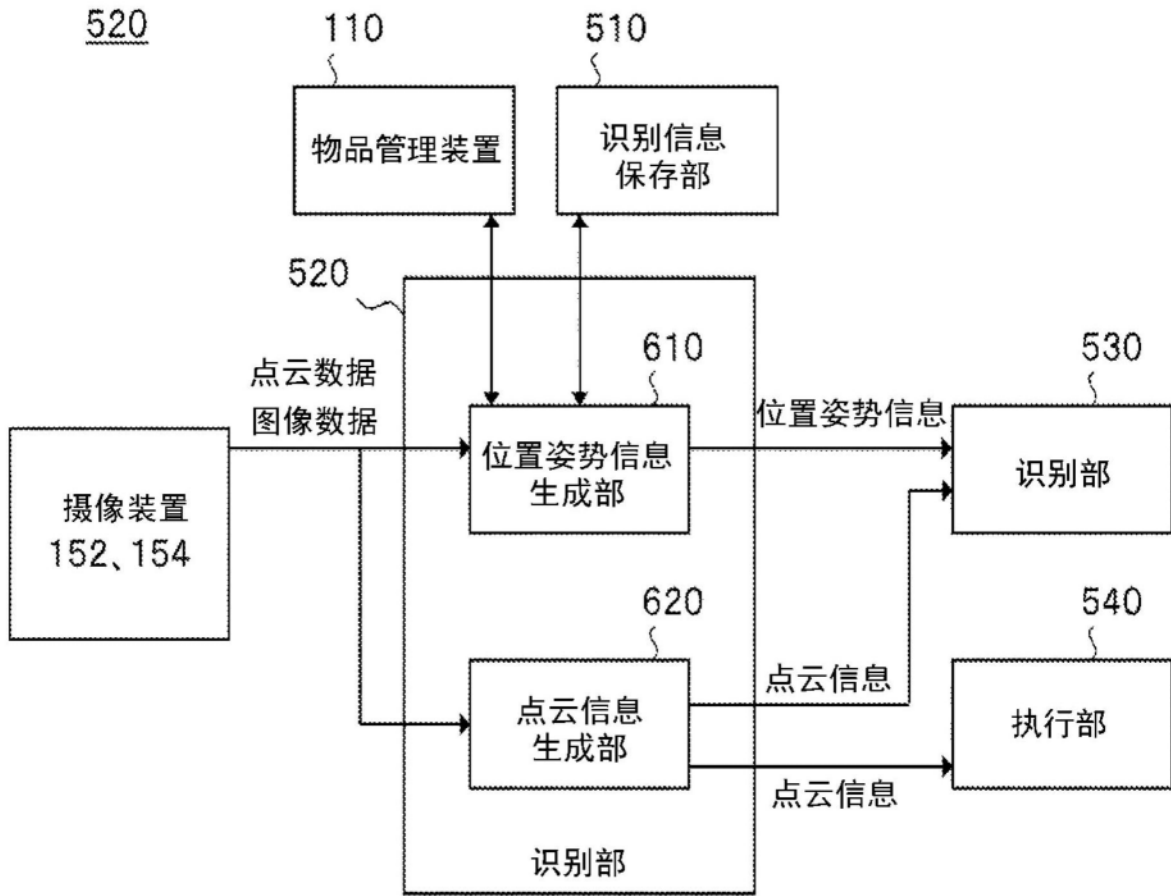 520
110
510
物品管理装置
识别信息
保存部
520
610
530
点云数据
图像数据
位置姿势信息
生成部
位置姿势信息
识别部
摄像装置
152、154
620
540
点云信息
生成部
点云信息
执行部
点云信息
识别部